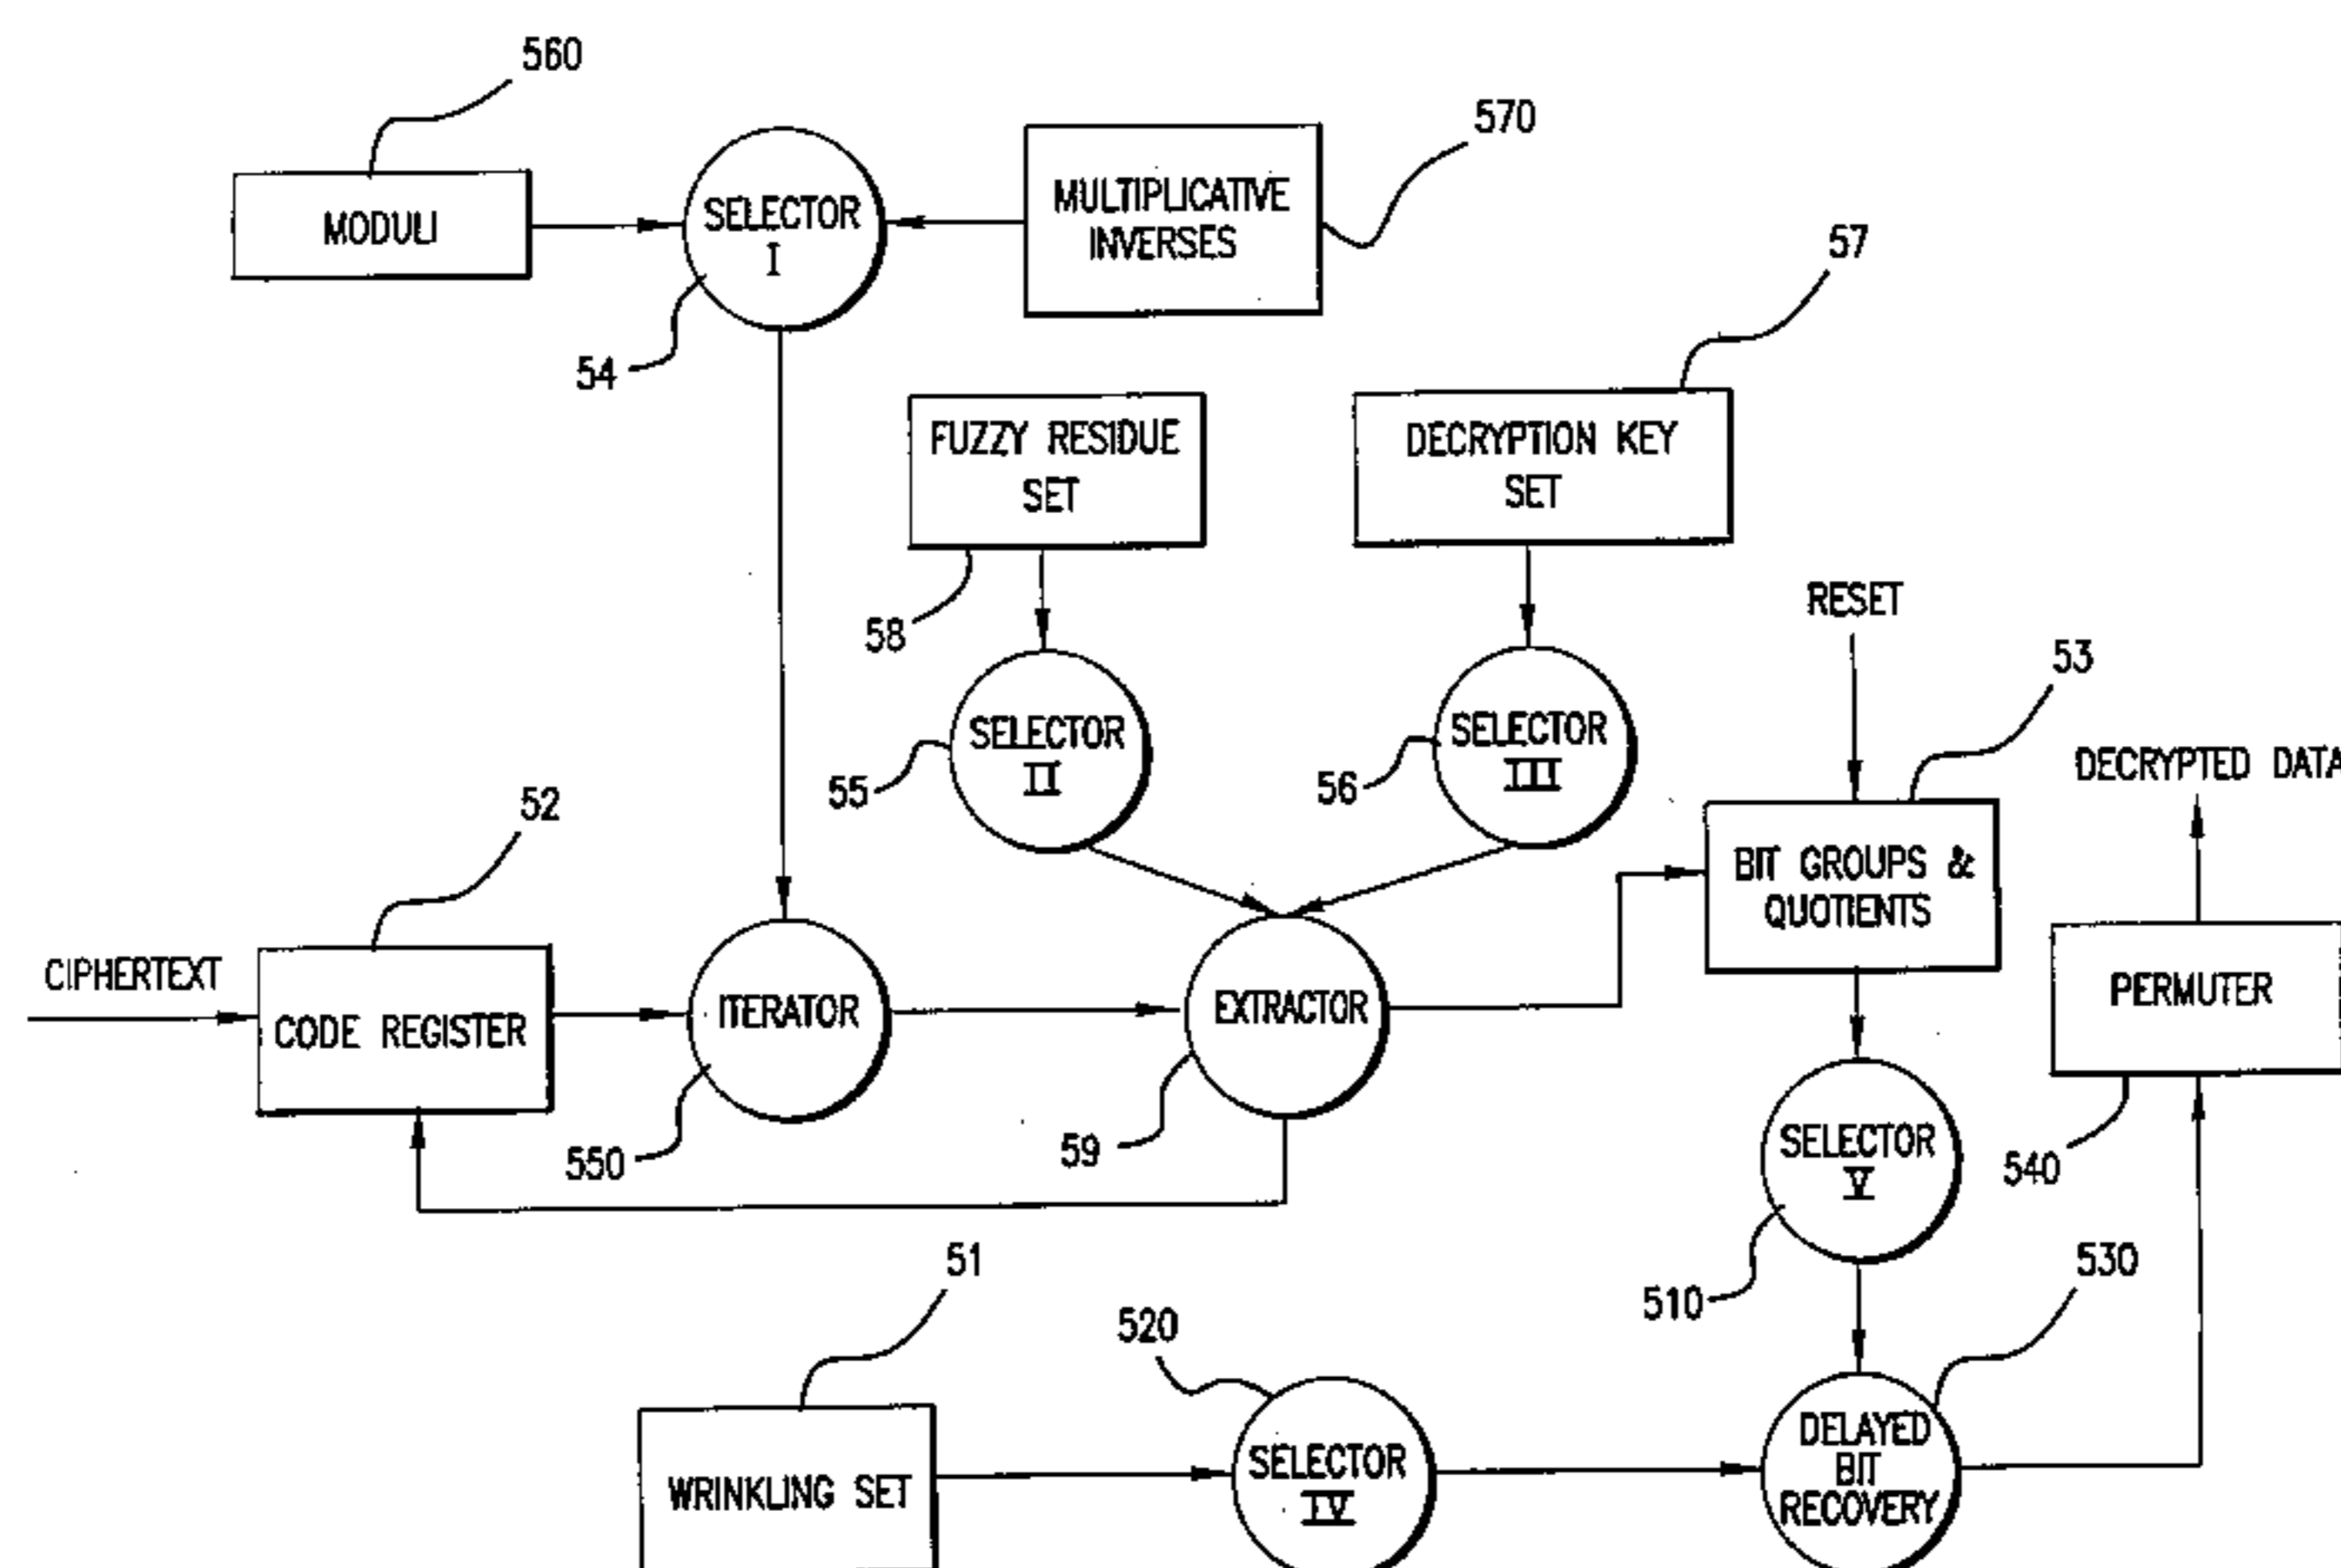 560
570
MODULI
SELECTOR
I
MULTIPLICATIVE
INVERSES
57
54
FUZZY RESIDUE
SET
DECRYPTION KEY
SET
RESET
58
53
SELECTOR
II
SELECTOR
III
DECRYPTED DATA
55
56
52
BIT GROUPS &
QUOTIENTS
CIPHERTEXT
CODE REGISTER
ITERATOR
EXTRACTOR
PERMUTER
550
59
SELECTOR
V
540
51
530
510
520
DELAYED
BIT
RECOVERY
WRINKLING SET
SELECTOR
IV